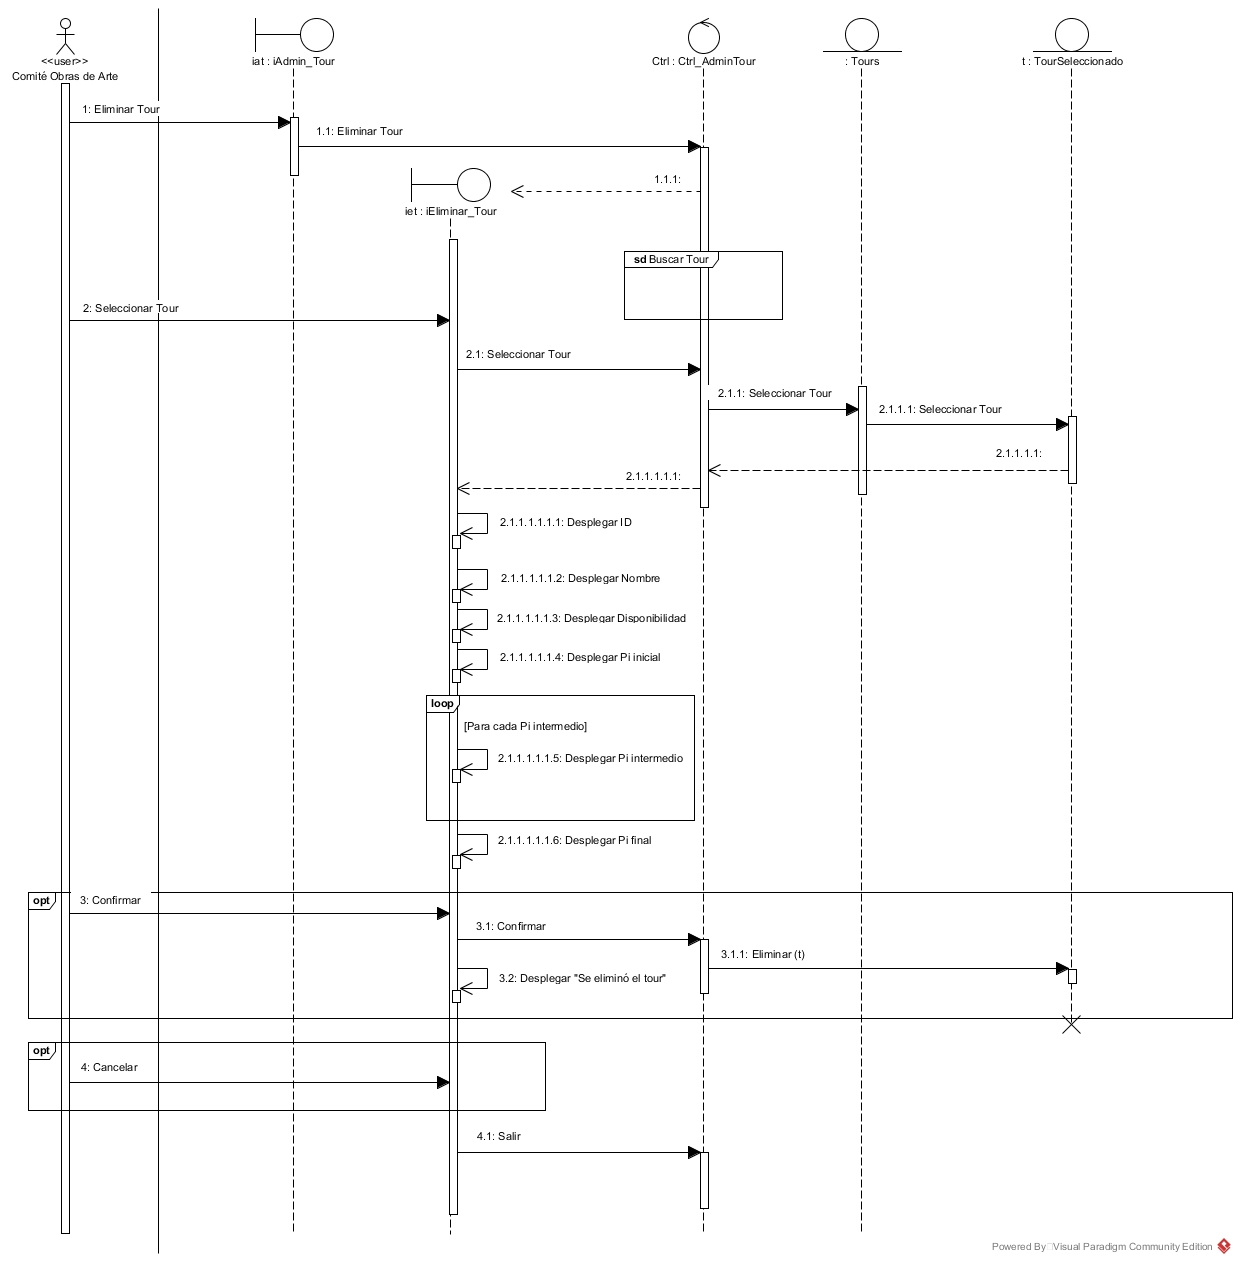 <<user>>
Comité Obras de Arte
iat : iAdmin_Tour
Ctrl : Ctrl_AdminTour
: Tours
t : TourSeleccionado
1: Eliminar Tour
1.1: Eliminar Tour
1.1.1:
iet : iEliminar_Tour
sd Buscar Tour
2: Seleccionar Tour
2.1: Seleccionar Tour
2.1.1: Seleccionar Tour
2.1.1.1: Seleccionar Tour
2.1.1.1.1:
2.1.1.1.1.1:
2.1.1.1.1.1.1: Desplegar ID
2.1.1.1.1.1.2: Desplegar Nombre
2.1.1.1.1.1.3: Desplegar Disponibilidad
2.1.1.1.1.1.4: Desplegar Pi inicial
loop
[Para cada Pi intermedio]
2.1.1.1.1.1.5: Desplegar Pi intermedio
2.1.1.1.1.1.6: Desplegar Pi final
opt
3: Confirmar
3.1: Confirmar
3.1.1: Eliminar (t)
3.2: Desplegar "Se eliminó el tour"
opt
4: Cancelar
4.1: Salir
Powered By Visual Paradigm Community Edition